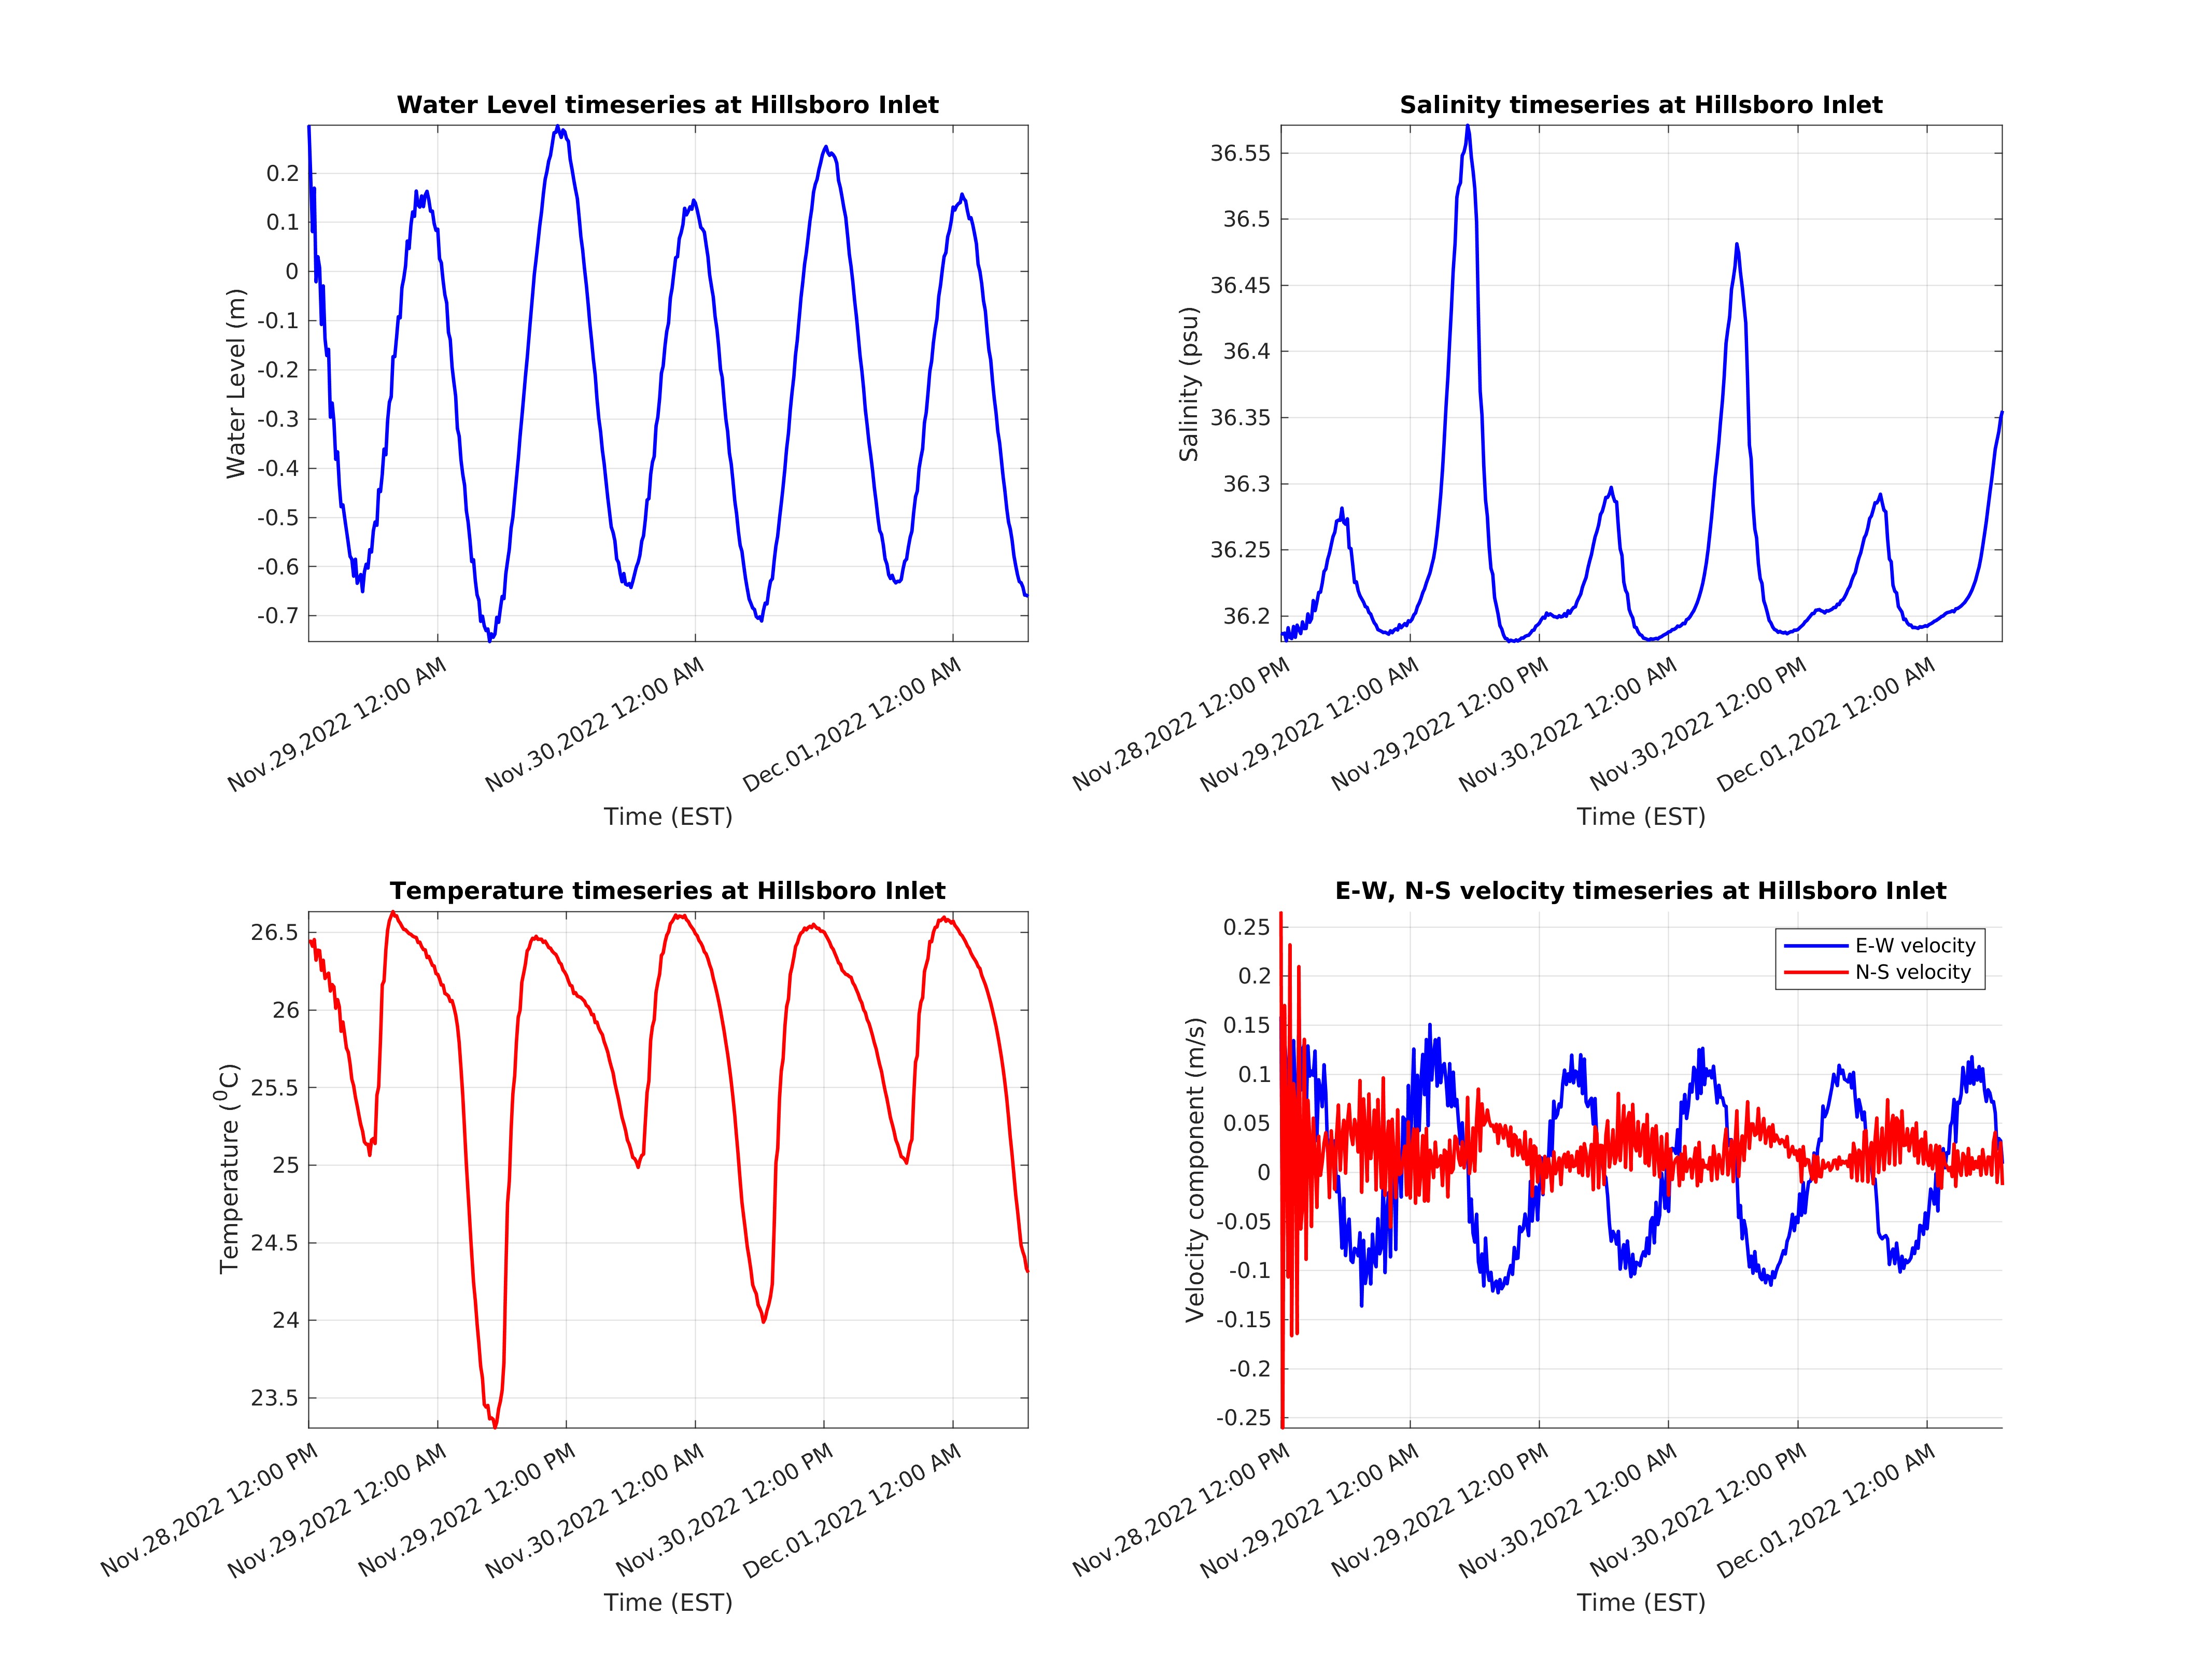 Water Level timeseries at Hillsboro Inlet
Water Level (m)
0.2
0.1
0
-0.1
-0.2
-0.3
-0.4
-0.5
-0.6
-0.7
Nov.29,2022 12:00 AM
Nov.30,2022 12:00 AM
Dec.01,2022 12:00 AM
Time (EST)
Salinity timeseries at Hillsboro Inlet
Salinity (psu)
36.55
36.5
36.45
36.4
36.35
36.3
36.25
36.2
Nov.28,2022 12:00 PM
Nov.29,2022 12:00 AM
Nov.29,2022 12:00 PM
Nov.30,2022 12:00 AM
Nov.30,2022 12:00 PM
Dec.01,2022 12:00 AM
Time (EST)
Temperature timeseries at Hillsboro Inlet
Temperature (⁰C)
26.5
26
25.5
25
24.5
24
23.5
Nov.28,2022 12:00 PM
Nov.29,2022 12:00 AM
Nov.29,2022 12:00 PM
Nov.30,2022 12:00 AM
Nov.30,2022 12:00 PM
Dec.01,2022 12:00 AM
Time (EST)
E-W, N-S velocity timeseries at Hillsboro Inlet
Velocity component (m/s)
0.25
0.2
0.15
0.1
0.05
0
-0.05
-0.1
-0.15
-0.2
-0.25
E-W velocity
N-S velocity
Nov.28,2022 12:00 PM
Nov.29,2022 12:00 AM
Nov.29,2022 12:00 PM
Nov.30,2022 12:00 AM
Nov.30,2022 12:00 PM
Dec.01,2022 12:00 AM
Time (EST)